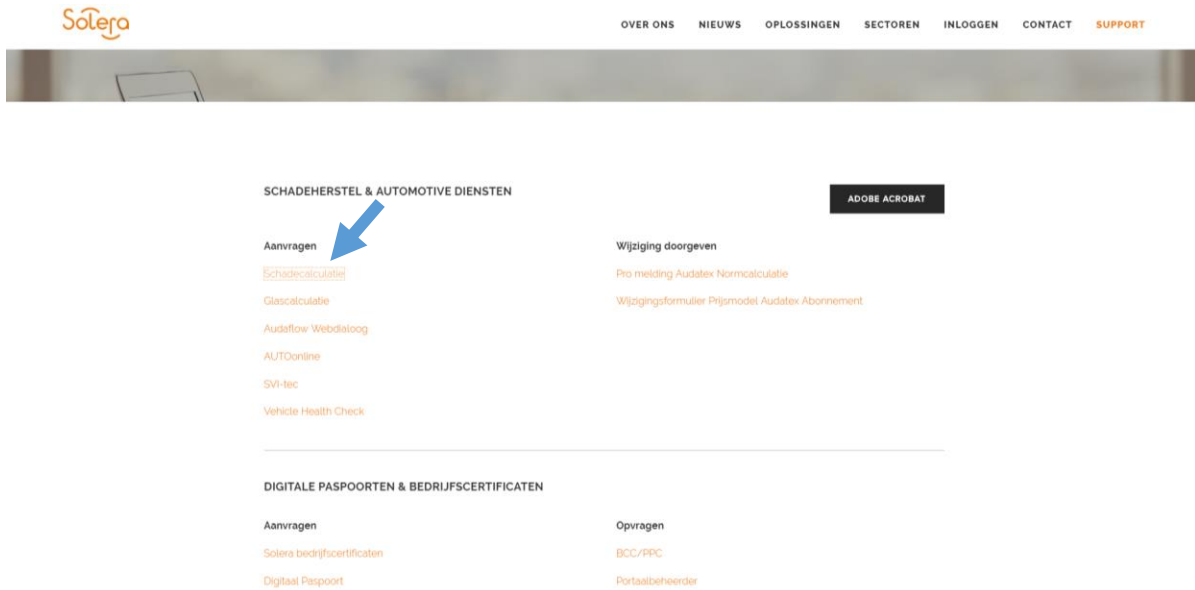 Solera
OVER ONS NIEUWS OPLOSSINGEN SECTOREN INLOGGEN CONTACT SUPPORT
SCHADEHERSTEL & AUTOMOTIVE DIENSTEN
ADOBE ACROBAT
Aanvragen
Schadecalculatie
Glascalculatie
Audaflow Webdialoog
AUTOonline
SVI-tec
Vehicle Health Check
Wijziging doorgeven
Pro melding Audatex Normcalculatie
Wijzigingsformulier Prijsmodel Audatex Abonnement
DIGITALE PASPOORTEN & BEDRIJFSCERTIFICATEN
Aanvragen
Solera bedrijfscertificaten
Digitaal Paspoort
Opvragen
BCC/PPC
Portaalbeheerder